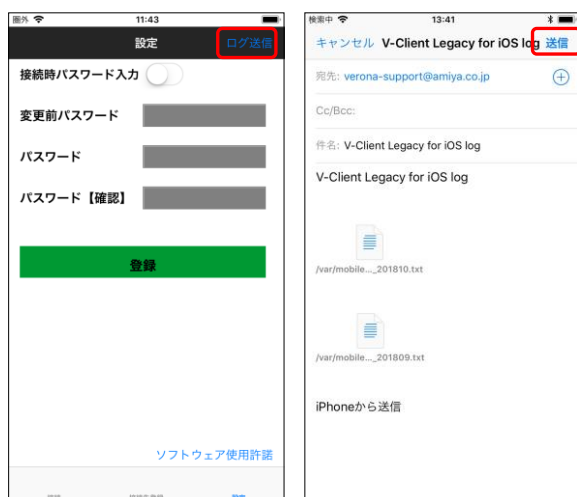 圏外 11:43
設定 ログ送信
接続時パスワード入力
変更前パスワード
パスワード
パスワード【確認】
登録
ソフトウェア使用許諾
検索中 13:41
キャンセル V-Client Legacy for iOS log 送信
宛先: verona-support@amiya.co.jp
Cc/Bcc:
件名: V-Client Legacy for iOS log
V-Client Legacy for iOS log
/var/mobile..._201810.txt
/var/mobile..._201809.txt
iPhoneから送信